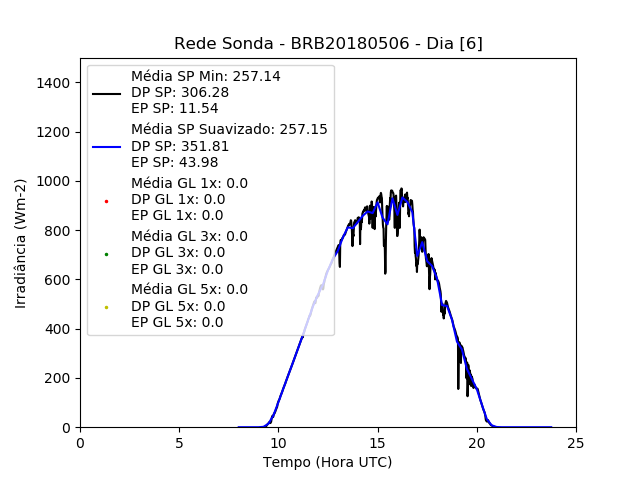 Rede Sonda - BRB20180506 - Dia [6]
Média SP Min: 257.14
DP SP: 306.28
EP SP: 11.54
Média SP Suavizado: 257.15
DP SP: 351.81
EP SP: 43.98
Média GL 1x: 0.0
DP GL 1x: 0.0
EP GL 1x: 0.0
Média GL 3x: 0.0
DP GL 3x: 0.0
EP GL 3x: 0.0
Média GL 5x: 0.0
DP GL 5x: 0.0
EP GL 5x: 0.0
Irradiância (Wm-2)
1400
1200
1000
800
600
400
200
0
0 5 10 15 20 25
Tempo (Hora UTC)